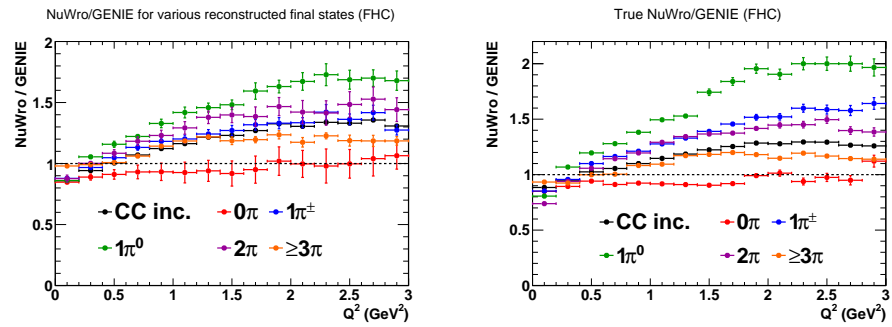 NuWro/GENIE for various reconstructed final states (FHC)
NuWro / GENIE
2
1.5
1
0.5
0
CC inc.
0π
1π±
1π⁰
2π
≥3π
0
0.5
1
1.5
2
2.5
3
Q² (GeV²)
True NuWro/GENIE (FHC)
NuWro / GENIE
2
1.5
1
0.5
0
CC inc.
0π
1π±
1π⁰
2π
≥3π
0
0.5
1
1.5
2
2.5
3
Q² (GeV²)